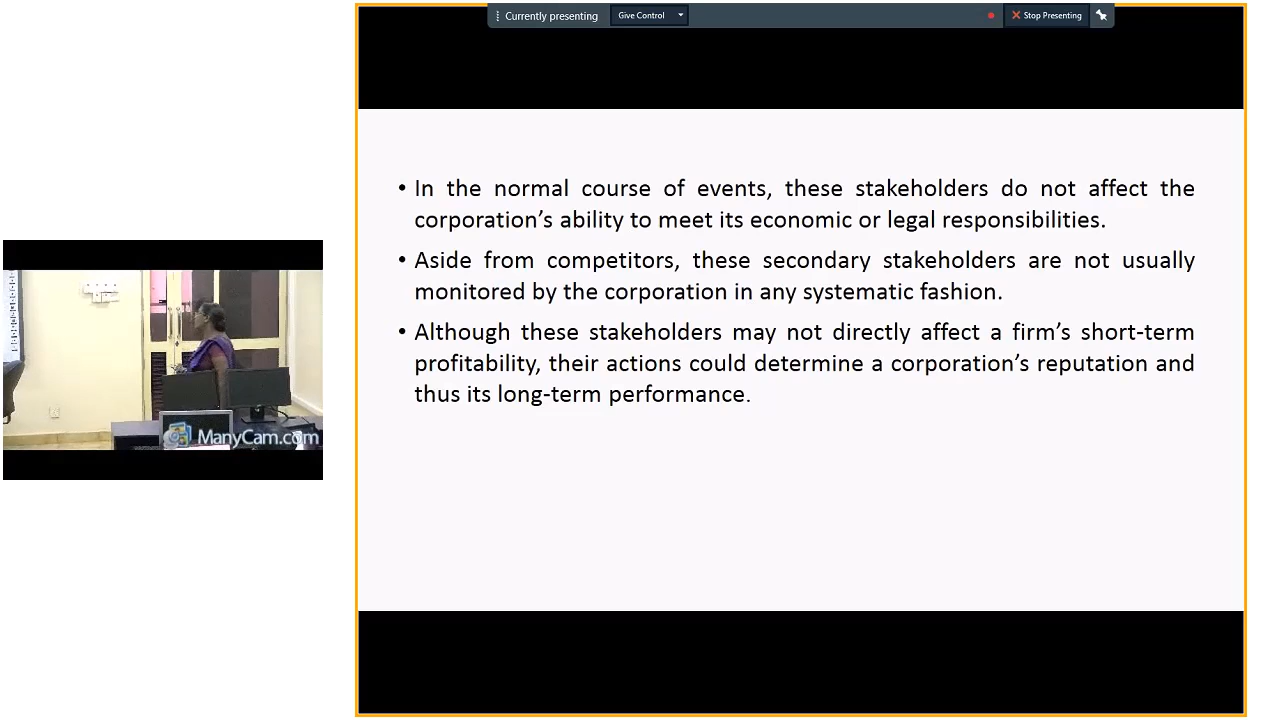 Currently presenting
Give Control
Stop Presenting
• In the normal course of events, these stakeholders do not affect the
corporation’s ability to meet its economic or legal responsibilities.
• Aside from competitors, these secondary stakeholders are not usually
monitored by the corporation in any systematic fashion.
• Although these stakeholders may not directly affect a firm’s short-term
profitability, their actions could determine a corporation’s reputation and
thus its long-term performance.
ManyCam.com